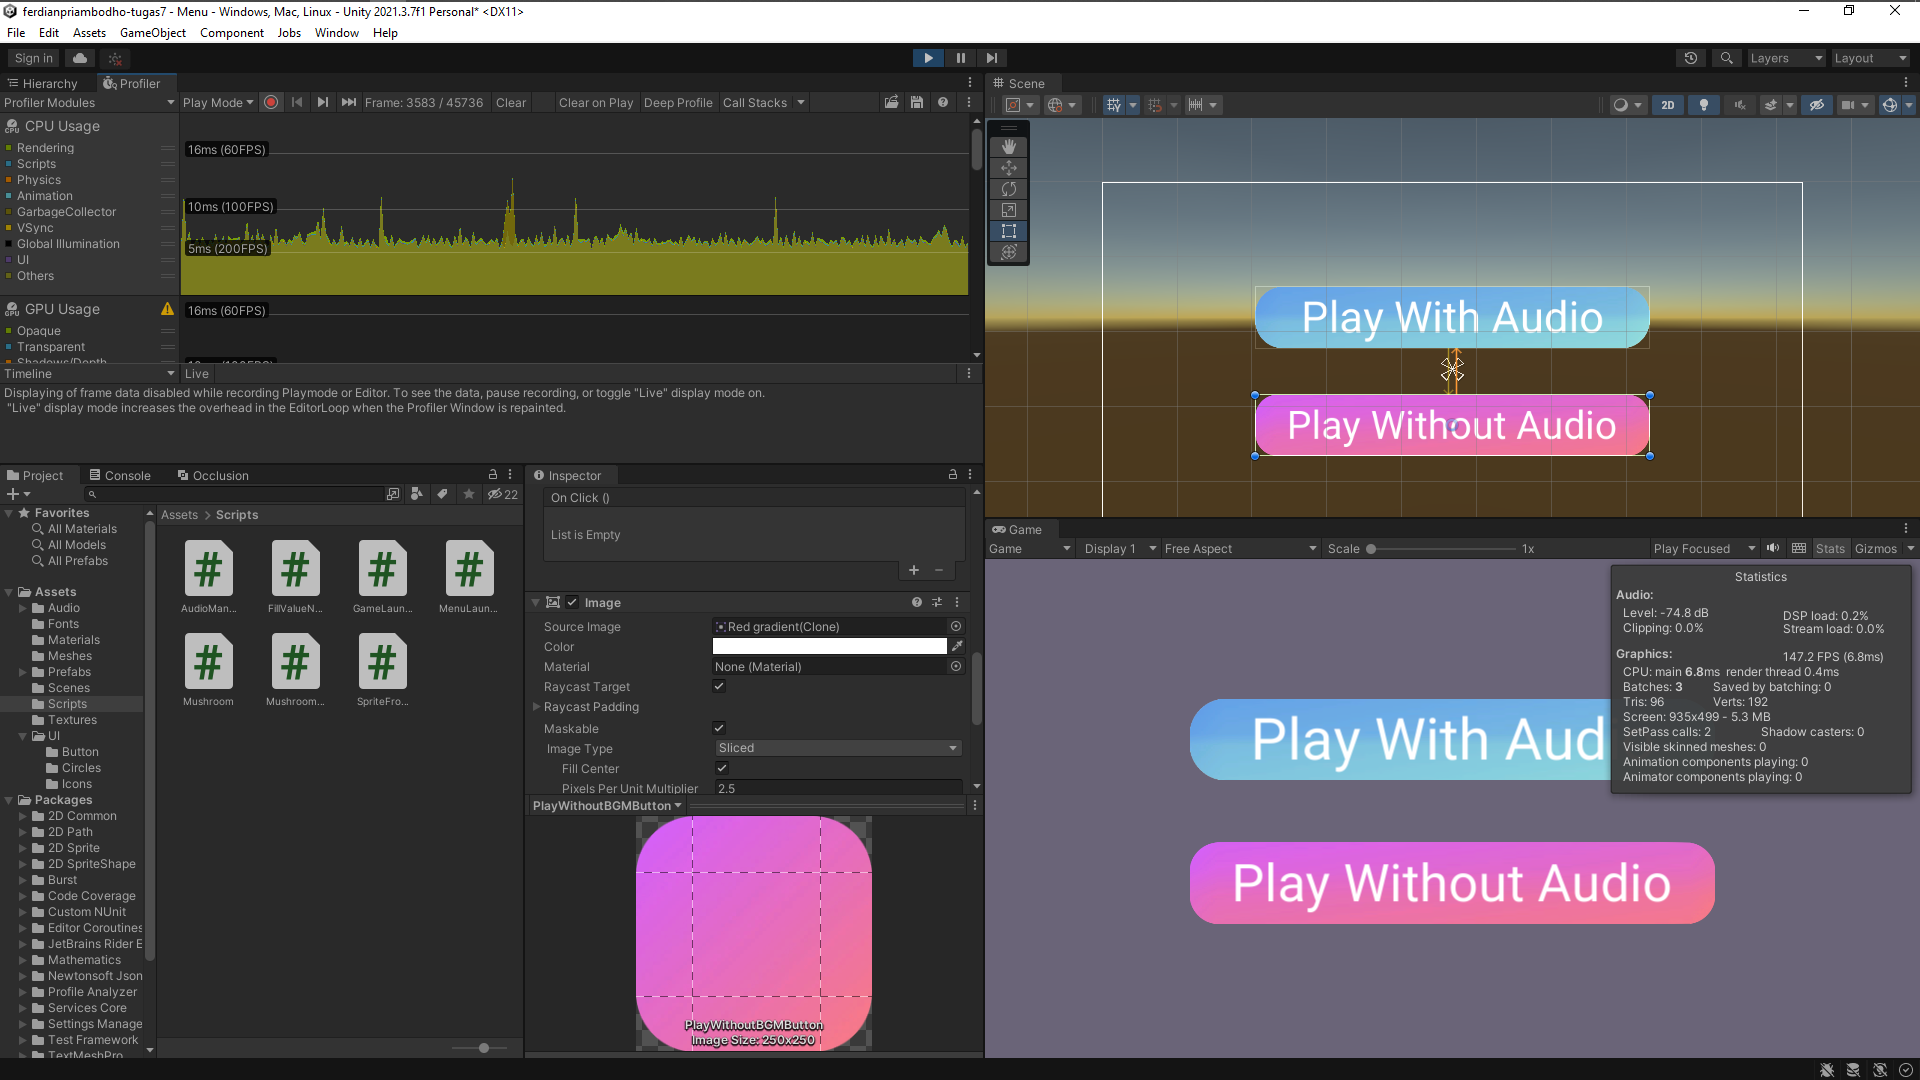 ferdianpriambodho-tugas7 - Menu - Windows, Mac, Linux - Unity 2021.3.7f1 Personal* <DX11>
File Edit Assets GameObject Component Jobs Window Help
Sign in
Layers
Layout
Hierarchy
Profiler
Profiler Modules
Play Mode
Frame: 3583 / 45736
Clear
Clear on Play
Deep Profile
Call Stacks
CPU Usage
Rendering
Scripts
Physics
Animation
GarbageCollector
VSync
Global Illumination
UI
Others
16ms (60FPS)
10ms (100FPS)
5ms (200FPS)
GPU Usage
Opaque
Transparent
Shadows/Depth
16ms (60FPS)
Timeline
Live
Displaying of frame data disabled while recording Playmode or Editor. To see the data, pause recording, or toggle "Live" display mode on.
"Live" display mode increases the overhead in the EditorLoop when the Profiler Window is repainted.
Scene
2D
Play With Audio
Play Without Audio
Project
Console
Occlusion
22
Favorites
All Materials
All Models
All Prefabs
Assets
Audio
Fonts
Materials
Meshes
Prefabs
Scenes
Scripts
Textures
UI
Button
Circles
Icons
Packages
2D Common
2D Path
2D Sprite
2D SpriteShape
Burst
Code Coverage
Custom NUnit
Editor Coroutines
JetBrains Rider E
Mathematics
Newtonsoft Json
Profile Analyzer
Services Core
Settings Manage
Test Framework
TextMeshPro
Assets > Scripts
AudioMan...
FillValueN...
GameLaun...
MenuLaun...
Mushroom
Mushroom...
SpriteFro...
Inspector
On Click ()
List is Empty
Image
Source Image
Red gradient(Clone)
Color
Material
None (Material)
Raycast Target
Raycast Padding
Maskable
Image Type
Sliced
Fill Center
Pixels Per Unit Multiplier
2.5
PlayWithoutBGMButton
PlayWithoutBGMButton
Image Size: 250x250
Game
Game
Display 1
Free Aspect
Scale
1x
Play Focused
Stats
Gizmos
Statistics
Audio:
Level: -74.8 dB
DSP load: 0.2%
Clipping: 0.0%
Stream load: 0.0%
Graphics:
147.2 FPS (6.8ms)
CPU: main 6.8ms render thread 0.4ms
Batches: 3
Saved by batching: 0
Tris: 96
Verts: 192
Screen: 935x499 - 5.3 MB
SetPass calls: 2
Shadow casters: 0
Visible skinned meshes: 0
Animation components playing: 0
Animator components playing: 0
Play With Aud
Play Without Audio